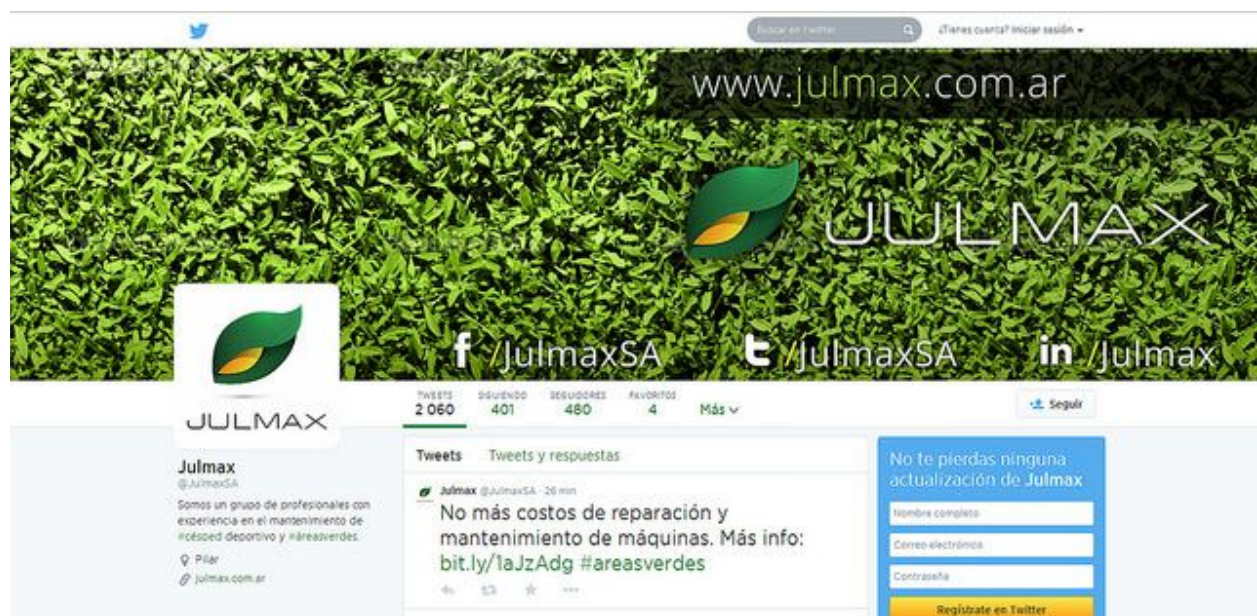 Buscar en Twitter
¿Tienes cuenta? Iniciar sesión
www.julmax.com.ar
JULMAX
f /JulmaxSA
t /JulmaxSA
in /Julmax
JULMAX
TWEETS
2 060
SIGUIENDO
401
SEGUIDORES
480
FAVORITOS
4
Más
Seguir
Julmax
@JulmaxSA
Somos un grupo de profesionales con
experiencia en el mantenimiento de
#césped deportivo y #áreasverdes.
Pilar
julmax.com.ar
Tweets Tweets y respuestas
Julmax @JulmaxSA · 26 min
No más costos de reparación y
mantenimiento de máquinas. Más info:
bit.ly/1aJzAdg #areasverdes
No te pierdas ninguna
actualización de Julmax
Nombre completo
Correo electrónico
Contraseña
Regístrate en Twitter